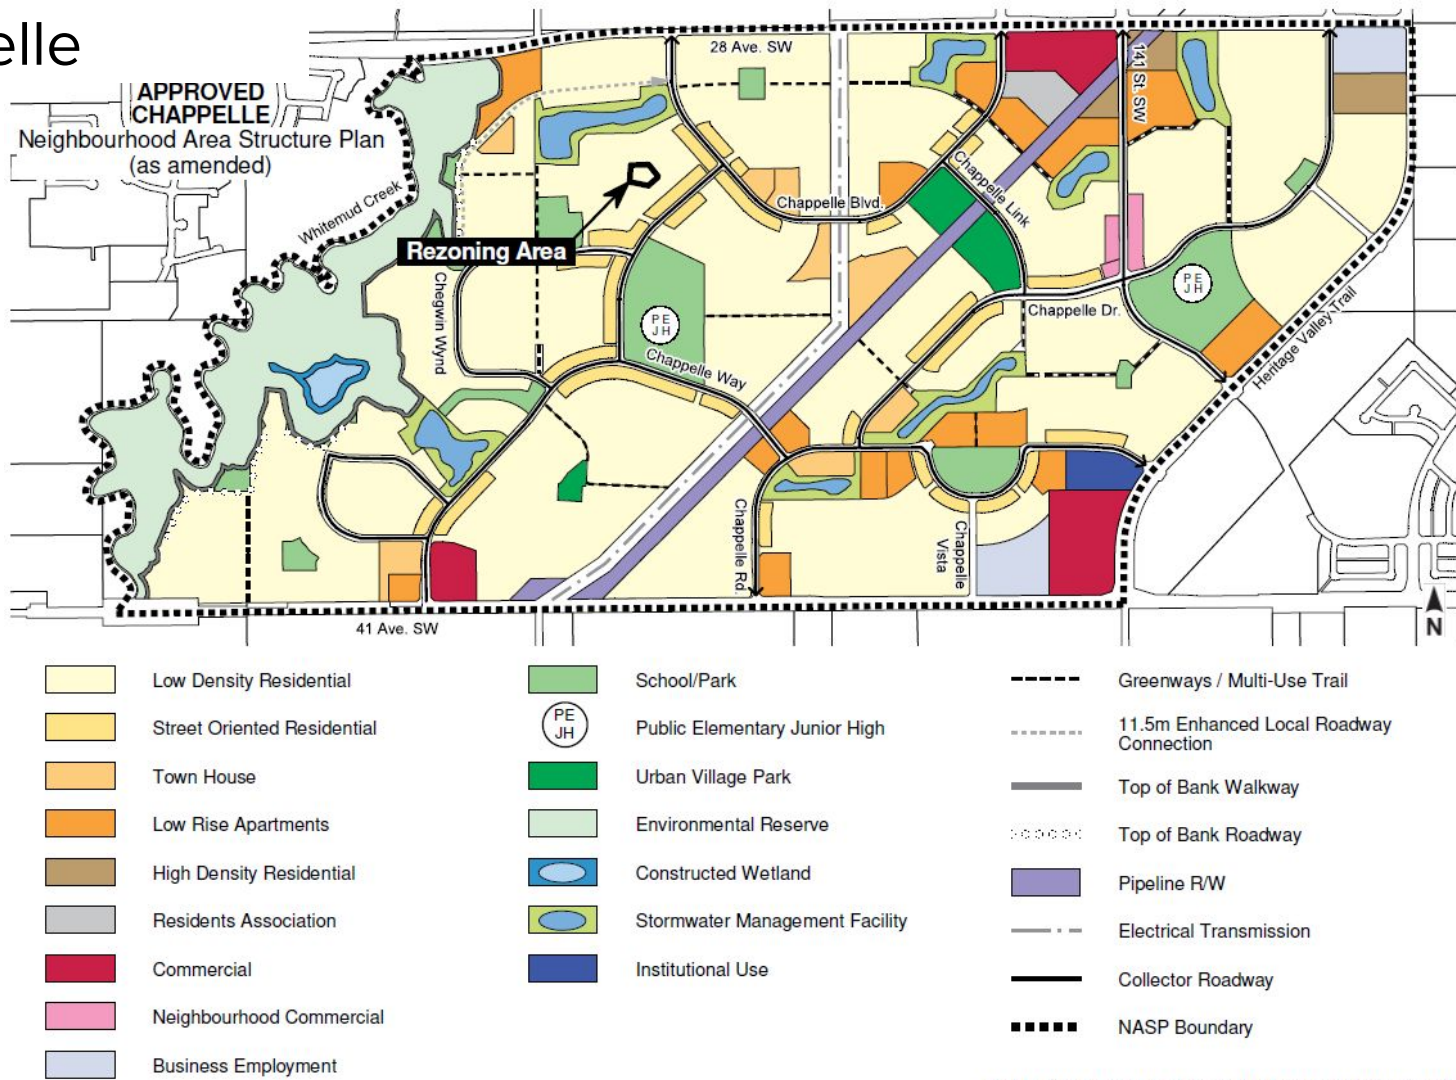 elle
APPROVED
CHAPPELLE
Neighbourhood Area Structure Plan
(as amended)
28 Ave. SW
141 St. SW
Whitemud Creek
Rezoning Area
Chappelle Blvd.
Chappelle Link
Chegwin Wynd
PE
JH
PE
JH
Chappelle Dr.
Heritage Valley Trail
Chappelle Way
Chappelle Rd.
Chappelle
Vista
41 Ave. SW
N
Low Density Residential
Street Oriented Residential
Town House
Low Rise Apartments
High Density Residential
Residents Association
Commercial
Neighbourhood Commercial
Business Employment
School/Park
PE
JH
Public Elementary Junior High
Urban Village Park
Environmental Reserve
Constructed Wetland
Stormwater Management Facility
Institutional Use
Greenways / Multi-Use Trail
11.5m Enhanced Local Roadway
Connection
Top of Bank Walkway
Top of Bank Roadway
Pipeline R/W
Electrical Transmission
Collector Roadway
NASP Boundary